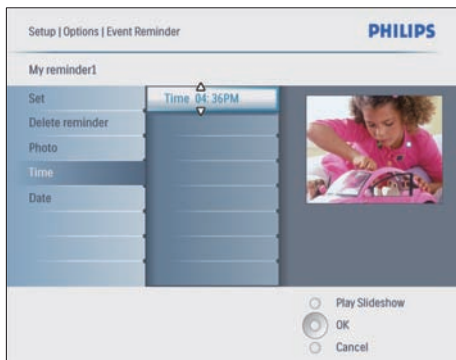 Setup | Options | Event Reminder
PHILIPS
My reminder1
Set
Time 04:36PM
Delete reminder
Photo
Time
Date
Play Slideshow
OK
Cancel